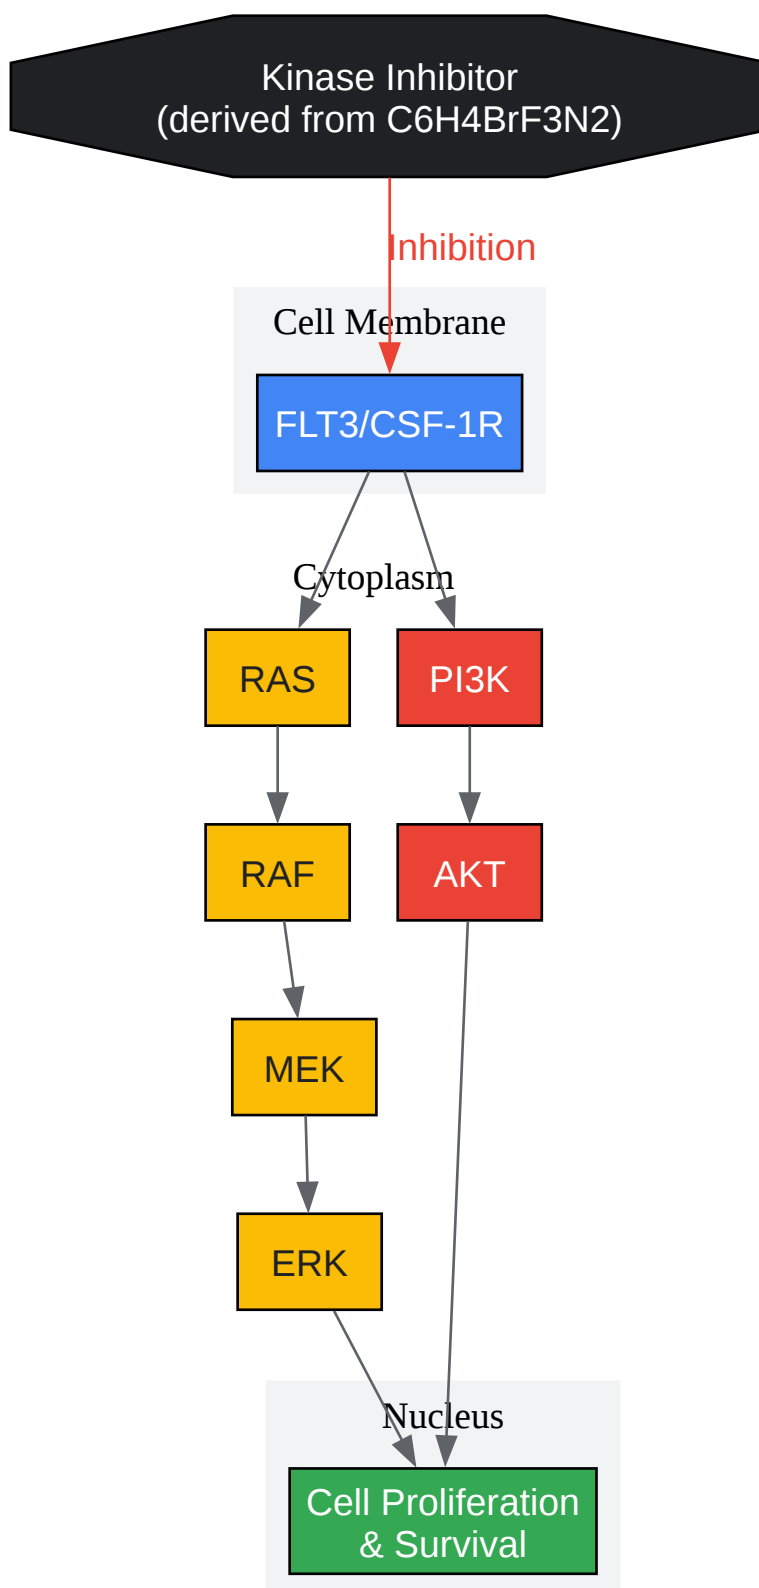 Kinase Inhibitor
(derived from C6H4BrF3N2)
Inhibition
Cell Membrane
FLT3/CSF-1R
Cytoplasm
RAS
PI3K
RAF
AKT
MEK
ERK
Nucleus
Cell Proliferation
& Survival